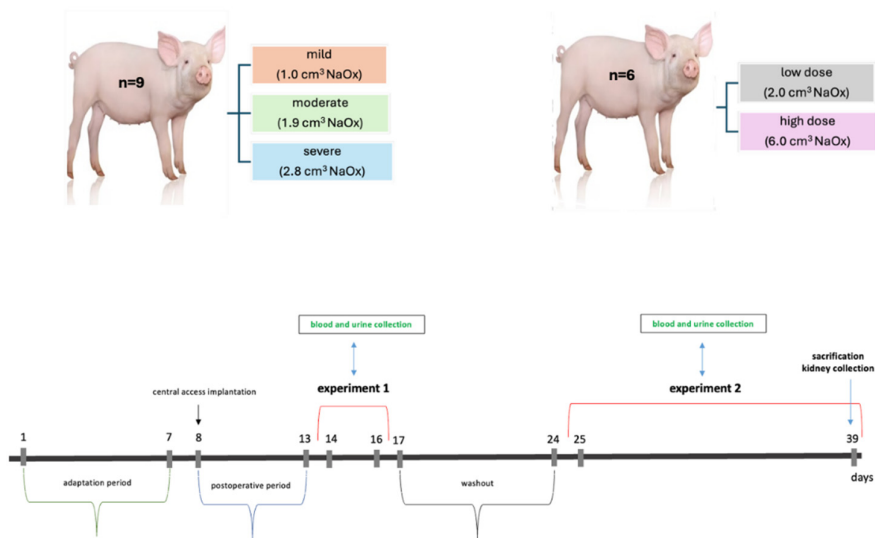 n=9
mild
(1.0 cm³ NaOx)
moderate
(1.9 cm³ NaOx)
severe
(2.8 cm³ NaOx)
n=6
low dose
(2.0 cm³ NaOx)
high dose
(6.0 cm³ NaOx)
blood and urine collection
blood and urine collection
sacrification
kidney collection
central access implantation
experiment 1
experiment 2
1
7
8
13
14
16
17
24
25
39
adaptation period
postoperative period
washout
days